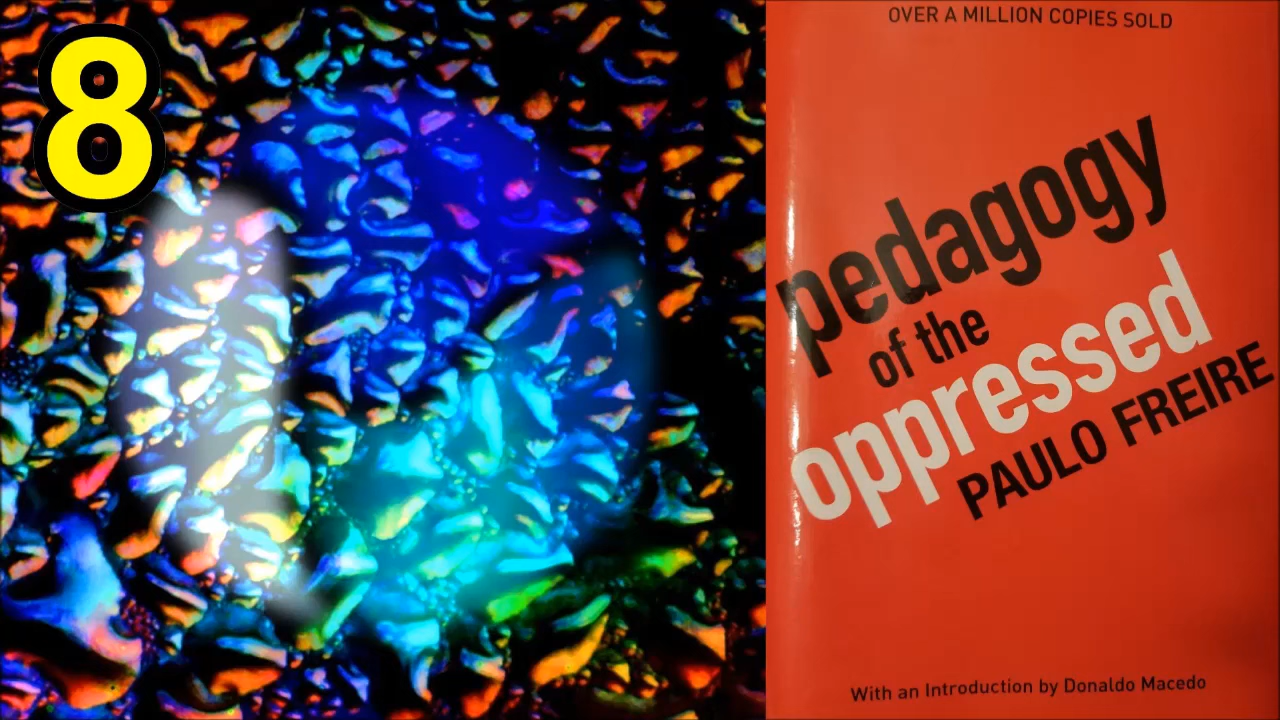 8
OVER A MILLION COPIES SOLD
pedagogy
of the
oppressed
PAULO FREIRE
With an Introduction by Donaldo Macedo